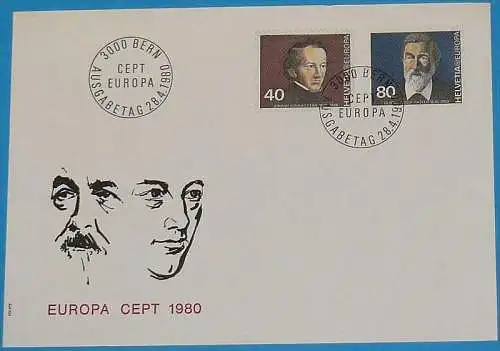 3000 BERN
CEPT
EUROPA
AUSGABETAG 28.4.1980
40
HELVETIA EUROPA
80
HELVETIA EUROPA
3000 BERN
CEPT
EUROPA
AUSGABETAG 28.4.1980
EUROPA CEPT 1980